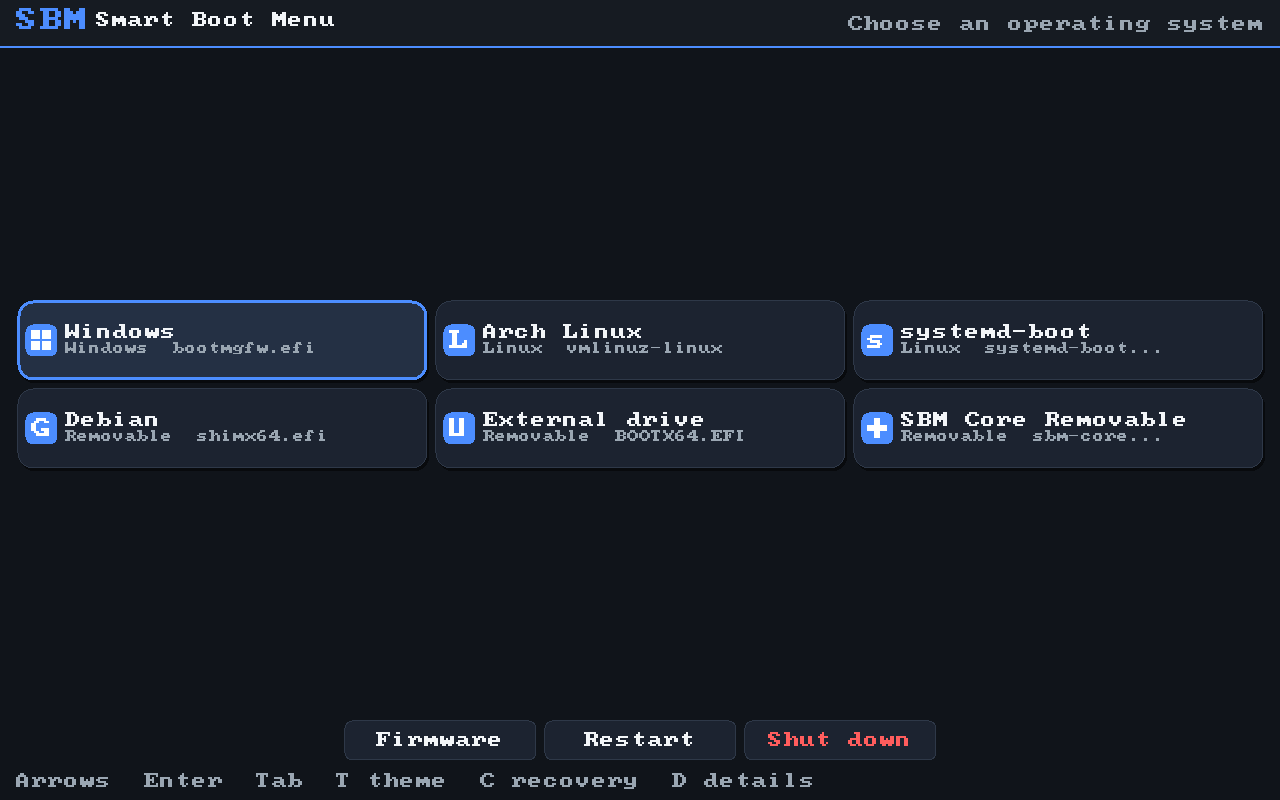 SBM Smart Boot Menu
Choose an operating system
Windows
Windows bootmgfw.efi
Arch Linux
L
Linux vmlinuz-linux
systemd-boot
s
Linux systemd-boot...
Debian
G
Removable shimx64.efi
External drive
U
Removable BOOTX64.EFI
SBM Core Removable
Removable sbm-core...
Firmware
Restart
Shut down
Arrows Enter Tab T theme C recovery D details